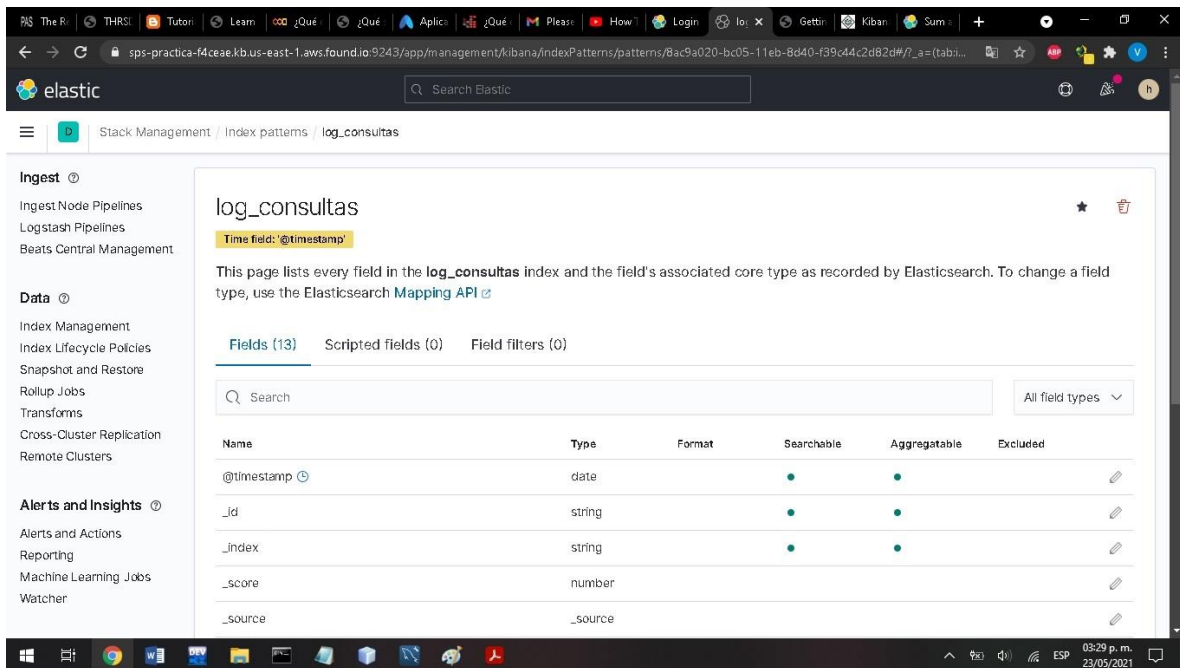 PAS The Re THRSL Tutori Learn ¿Qué ¿Qué Aplica ¿Qué Please How T Login log Gettin Kiban Sum a
sps-practica-f4ceae.kb.us-east-1.aws.found.io:9243/app/management/kibana/indexPatterns/patterns/8ac9a020-bc05-11eb-8d40-f39c44c2d82d#/?_a=(tab:i...
ABP
V
elastic
Search Elastic
h
D
Stack Management / Index patterns / log_consultas
Ingest
Ingest Node Pipelines
Logstash Pipelines
Beats Central Management
Data
Index Management
Index Lifecycle Policies
Snapshot and Restore
Rollup Jobs
Transforms
Cross-Cluster Replication
Remote Clusters
Alerts and Insights
Alerts and Actions
Reporting
Machine Learning Jobs
Watcher
log_consultas
Time field: '@timestamp'
This page lists every field in the log_consultas index and the field's associated core type as recorded by Elasticsearch. To change a field
type, use the Elasticsearch Mapping API
Fields (13) Scripted fields (0) Field filters (0)
Search
All field types
Name Type Format Searchable Aggregatable Excluded
@timestamp date
_id string
_index string
_score number
_source _source
DEV
ESP
03:29 p. m.
23/05/2021